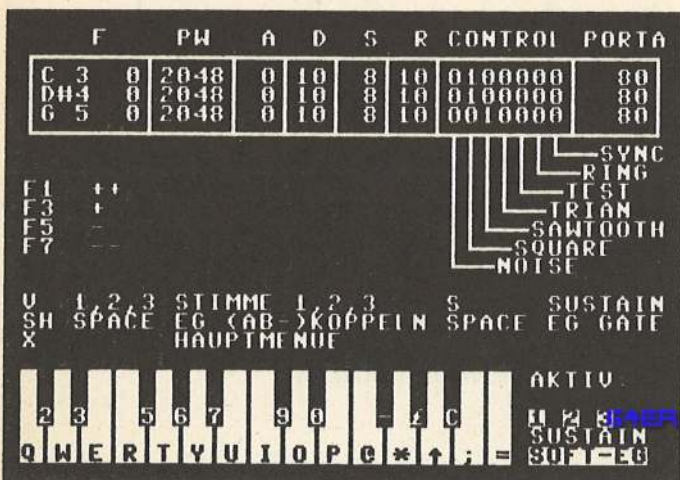 F PW A D S R CONTROL PORTA
C 3 0 2048 0 10 8 10 0100000 80
D#4 0 2048 0 10 8 10 0100000 80
G 5 0 2048 0 10 8 10 0010000 80
SYNC
RING
TEST
TRIAN
SAWTOOTH
SQUARE
NOISE
F1 ++
F3 +
F5 -
F7 --
V 1,2,3 STIMME 1,2,3 S SUSTAIN
SH SPACE EG (AB-)KOPPELN SPACE EG GATE
X HAUPTMENUE
AKTIV:
2 3 5 6 7 9 0 - £ C
1 2 3
64ER
SUSTAIN
Q W E R T Y U I O P @ * ↑ ; =
SOFT-EG